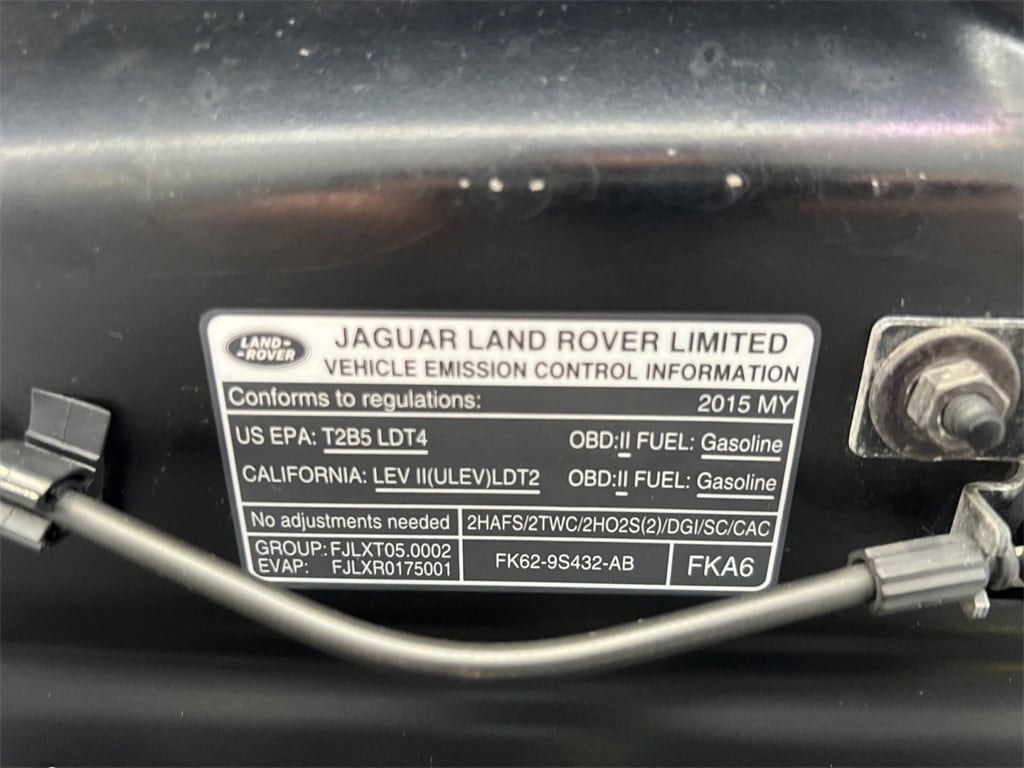 LAND-
-ROVER
JAGUAR LAND ROVER LIMITED
VEHICLE EMISSION CONTROL INFORMATION
Conforms to regulations: 2015 MY
US EPA: T2B5 LDT4 OBD:II FUEL: Gasoline
CALIFORNIA: LEV II(ULEV)LDT2 OBD:II FUEL: Gasoline
No adjustments needed 2HAFS/2TWC/2HO2S(2)/DGI/SC/CAC
GROUP: FJLXT05.0002
EVAP: FJLXR0175001
FK62-9S432-AB FKA6